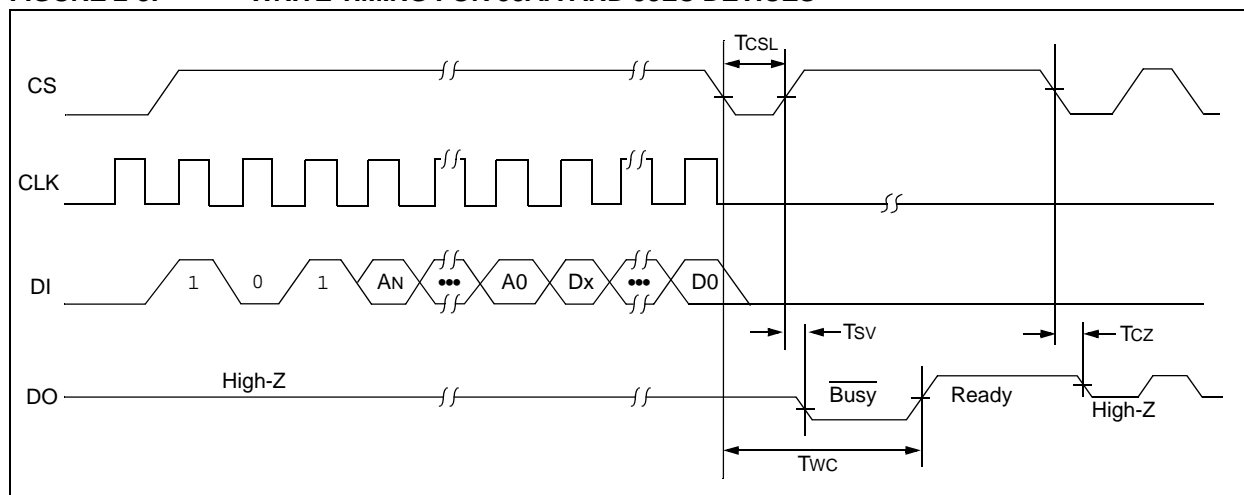 TCSL
CS
CLK
1 0 1 AN ••• A0 Dx ••• D0
DI
TSV
TCZ
High-Z
Busy
Ready
DO
High-Z
TWC